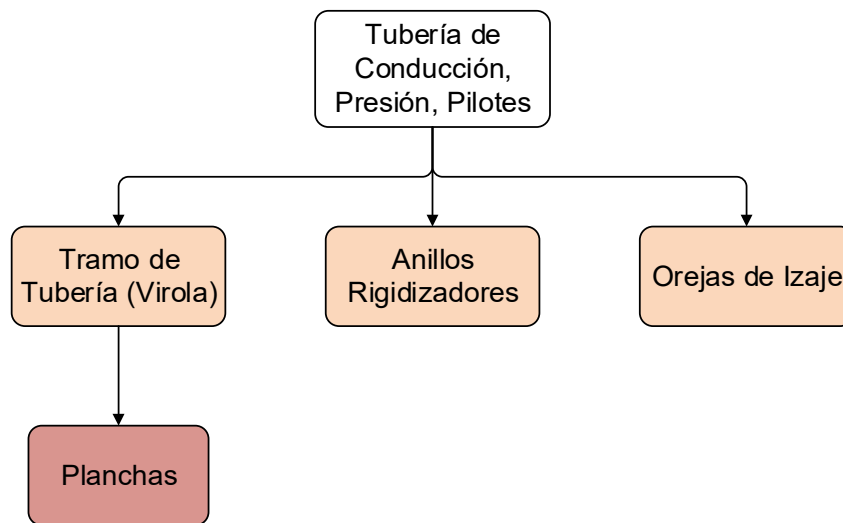 Tubería de
Conducción,
Presión, Pilotes
Tramo de
Tubería (Virola)
Anillos
Rigidizadores
Orejas de Izaje
Planchas